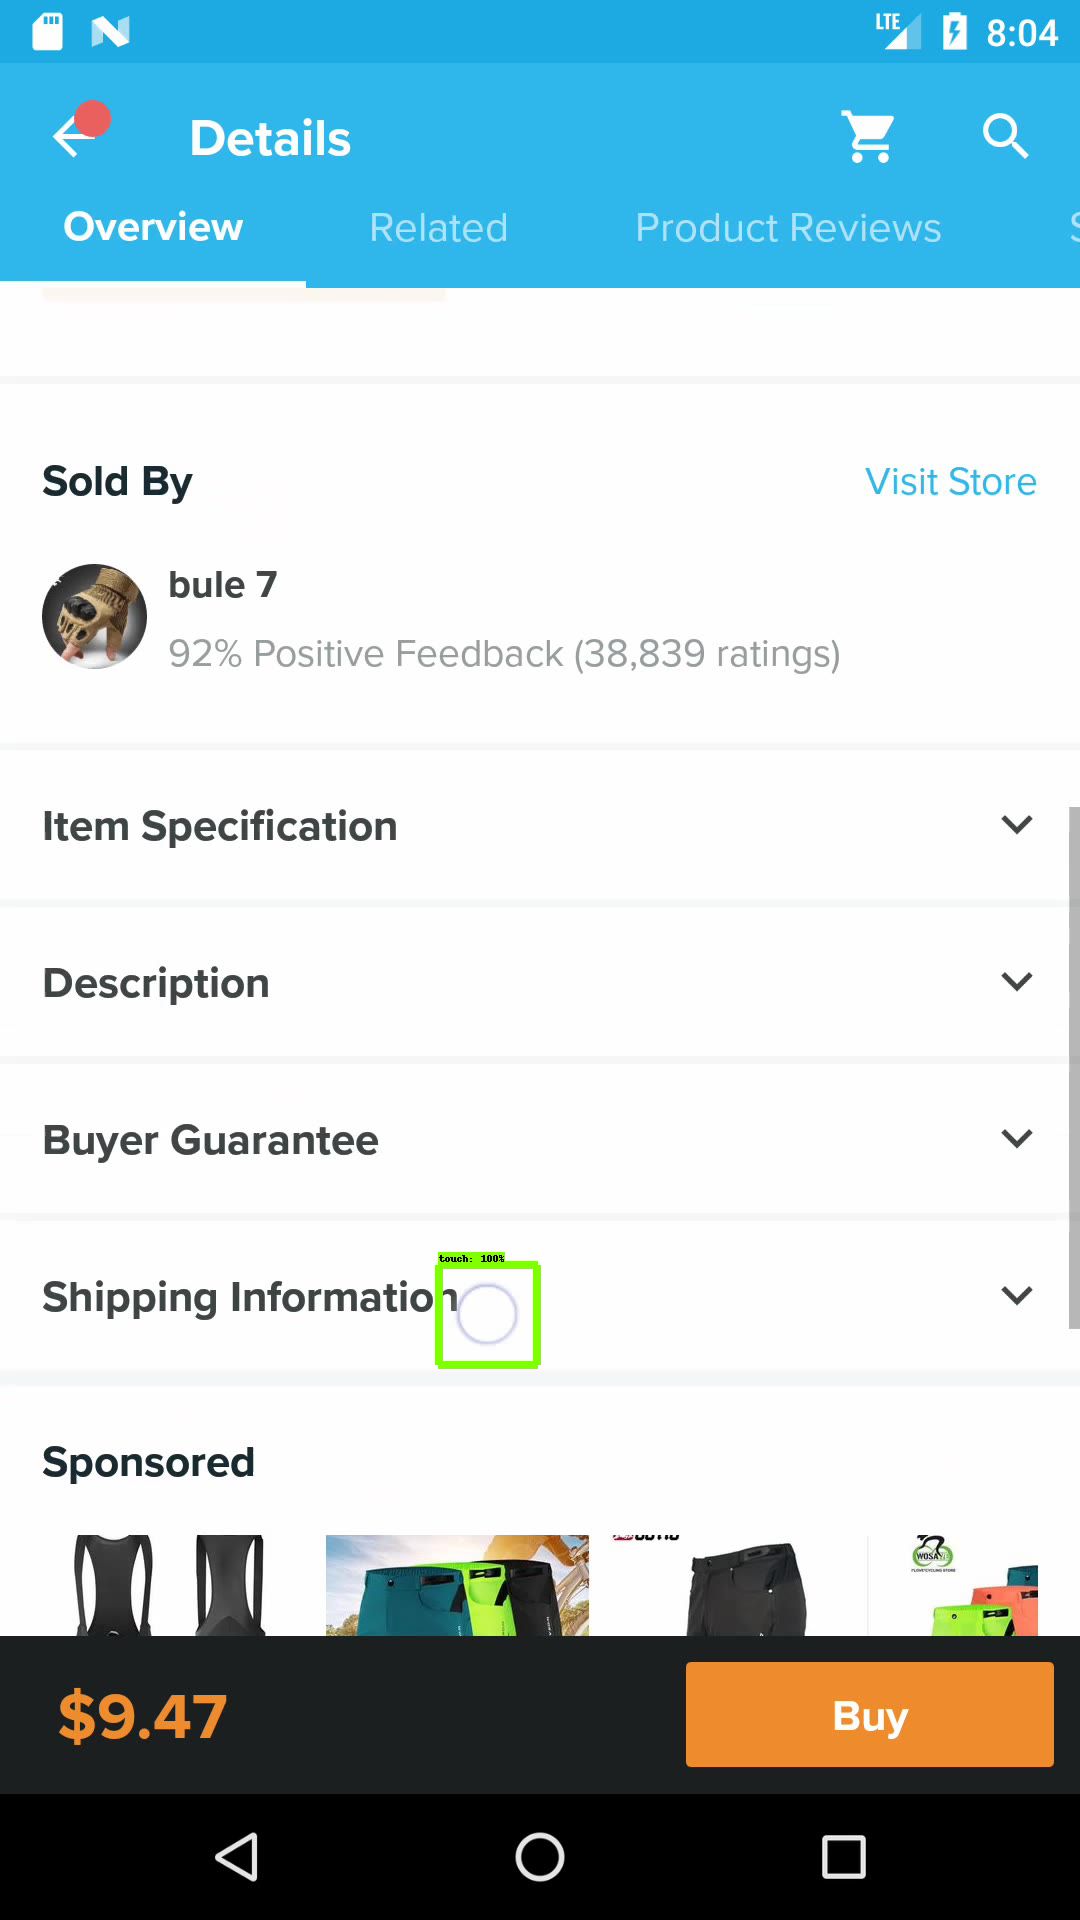 LTE 8:04
Details
Overview Related Product Reviews S
Sold By Visit Store
bule 7
92% Positive Feedback (38,839 ratings)
Item Specification
Description
Buyer Guarantee
touch: 100%
Shipping Information
Sponsored
$9.47 Buy